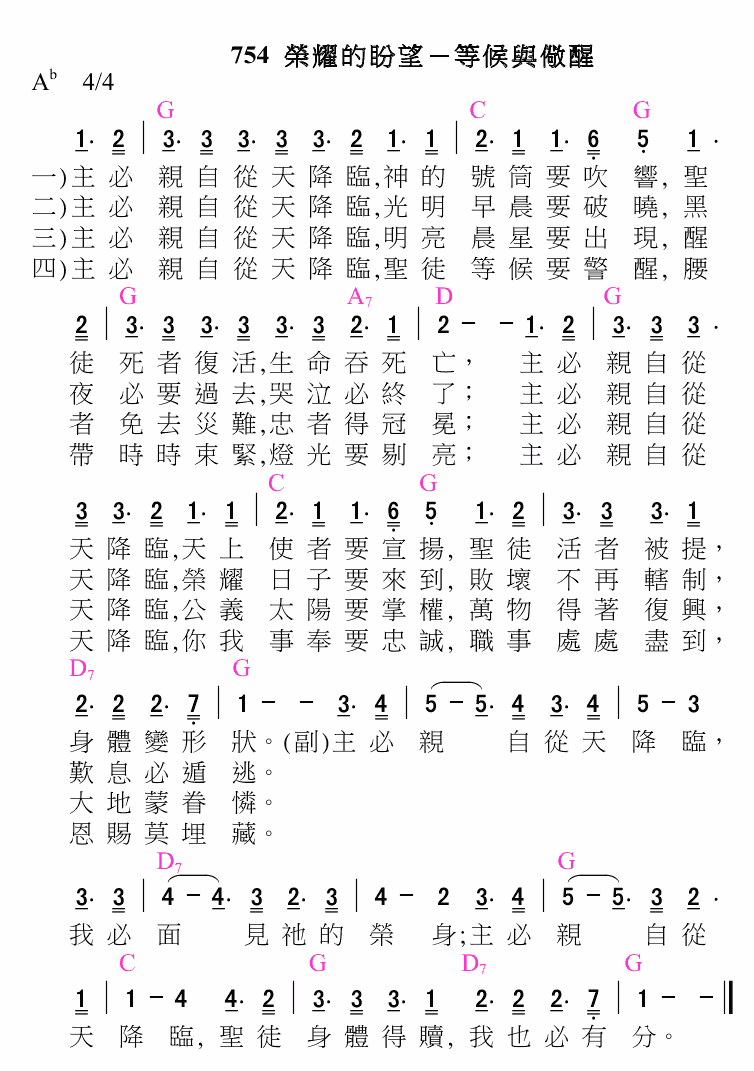 754 榮耀的盼望－等候與儆醒
A♭ 4/4
G C G
1· 2 | 3· 3 3· 3 3· 2 1· 1 | 2· 1 1· 6 5 1·
一)主必 親自從天降臨,神的 號筒要吹響,聖
二)主必 親自從天降臨,光明 早晨要破曉,黑
三)主必 親自從天降臨,明亮 晨星要出現,醒
四)主必 親自從天降臨,聖徒 等候要警醒,腰
G A7 D G
2 | 3· 3 3· 3 3· 3 2· 1 | 2 － － 1· 2 | 3· 3 3·
徒 死者復活,生命吞死 亡， 主必 親自從
夜 必要過去,哭泣必終 了； 主必 親自從
者 免去災難,忠者得冠 冕； 主必 親自從
帶 時時束緊,燈光要剔 亮； 主必 親自從
C G
3 3· 2 1· 1 | 2· 1 1· 6 5· 1· 2 | 3· 3 3· 1
天降臨,天上 使者要宣揚,聖徒 活者被提，
天降臨,榮耀 日子要來到,敗壞 不再轄制，
天降臨,公義 太陽要掌權,萬物 得著復興，
天降臨,你我 事奉要忠誠,職事 處處盡到，
D7 G
2· 2 2· 7 | 1 － － 3· 4 | 5 － 5· 4 3· 4 | 5 － 3
身體變形 狀。(副)主必 親 自從天 降臨，
歎息必遁 逃。
大地蒙眷 憐。
恩賜莫埋 藏。
D7 G
3· 3 | 4 － 4· 3 2· 3 | 4 － 2 3· 4 | 5 － 5· 3 2·
我必 面 見祂的 榮 身;主必 親 自從
C G D7 G
1 | 1 － 4 4· 2 | 3· 3 3· 1 2· 2 2· 7 | 1 － －
天 降 臨,聖徒 身體得贖,我也必有 分。